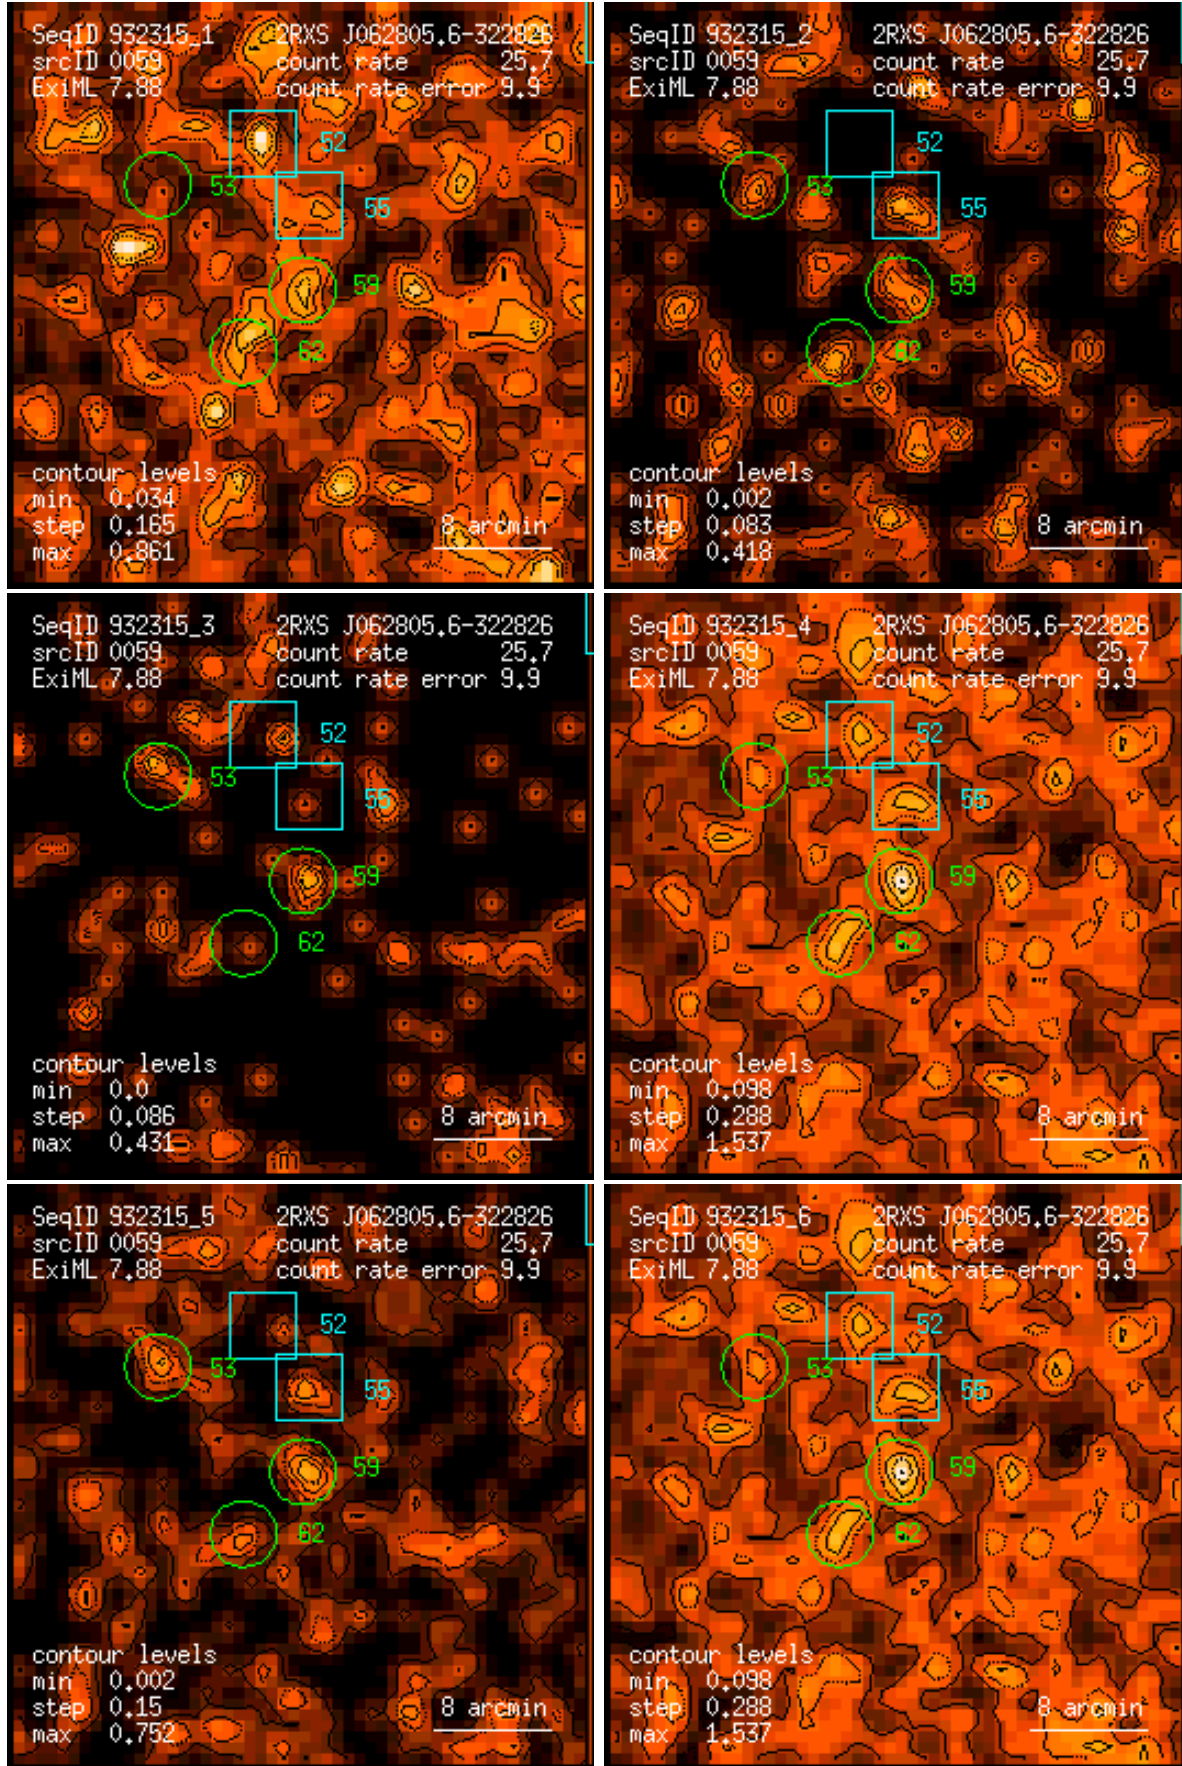 SeqID 932315_1 2RXS J062805.6-322826
srcID 0059 count rate 25.7
ExiML 7.88 count rate error 9.9
52
53
55
59
62
contour levels
min 0.034
step 0.165 8 arcmin
max 0.861
SeqID 932315_2 2RXS J062805.6-322826
srcID 0059 count rate 25.7
ExiML 7.88 count rate error 9.9
52
53
55
59
62
contour levels
min 0.002
step 0.083 8 arcmin
max 0.418
SeqID 932315_3 2RXS J062805.6-322826
srcID 0059 count rate 25.7
ExiML 7.88 count rate error 9.9
52
53
55
59
62
contour levels
min 0.0
step 0.086 8 arcmin
max 0.431
SeqID 932315_4 2RXS J062805.6-322826
srcID 0059 count rate 25.7
ExiML 7.88 count rate error 9.9
52
53
55
59
62
contour levels
min 0.098
step 0.288 8 arcmin
max 1.537
SeqID 932315_5 2RXS J062805.6-322826
srcID 0059 count rate 25.7
ExiML 7.88 count rate error 9.9
52
53
55
59
62
contour levels
min 0.002
step 0.15 8 arcmin
max 0.752
SeqID 932315_6 2RXS J062805.6-322826
srcID 0059 count rate 25.7
ExiML 7.88 count rate error 9.9
52
53
55
59
62
contour levels
min 0.098
step 0.288 8 arcmin
max 1.537